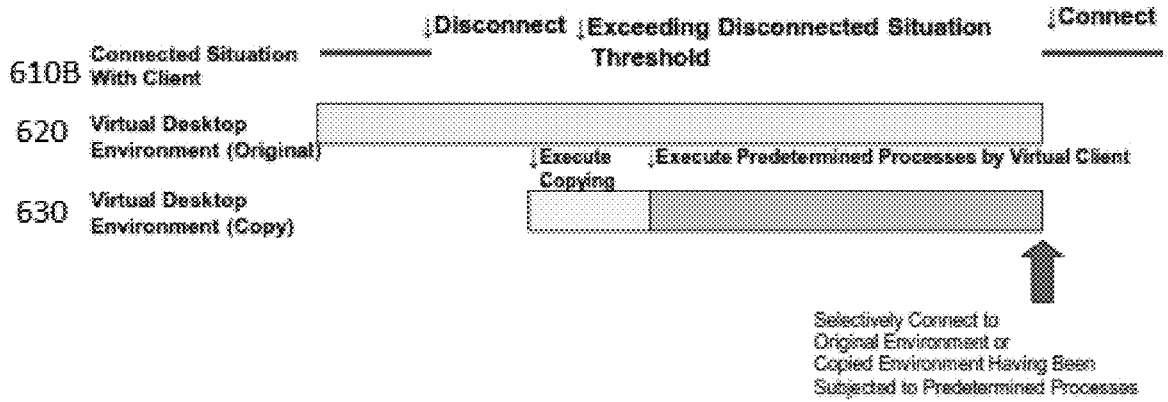 ↓Disconnect ↓Exceeding Disconnected Situation Threshold ↓Connect
610B Connected Situation With Client
620 Virtual Desktop Environment (Original)
↓Execute Copying ↓Execute Predetermined Processes by Virtual Client
630 Virtual Desktop Environment (Copy)
Selectively Connect to
Original Environment or
Copied Environment Having Been
Subjected to Predetermined Processes